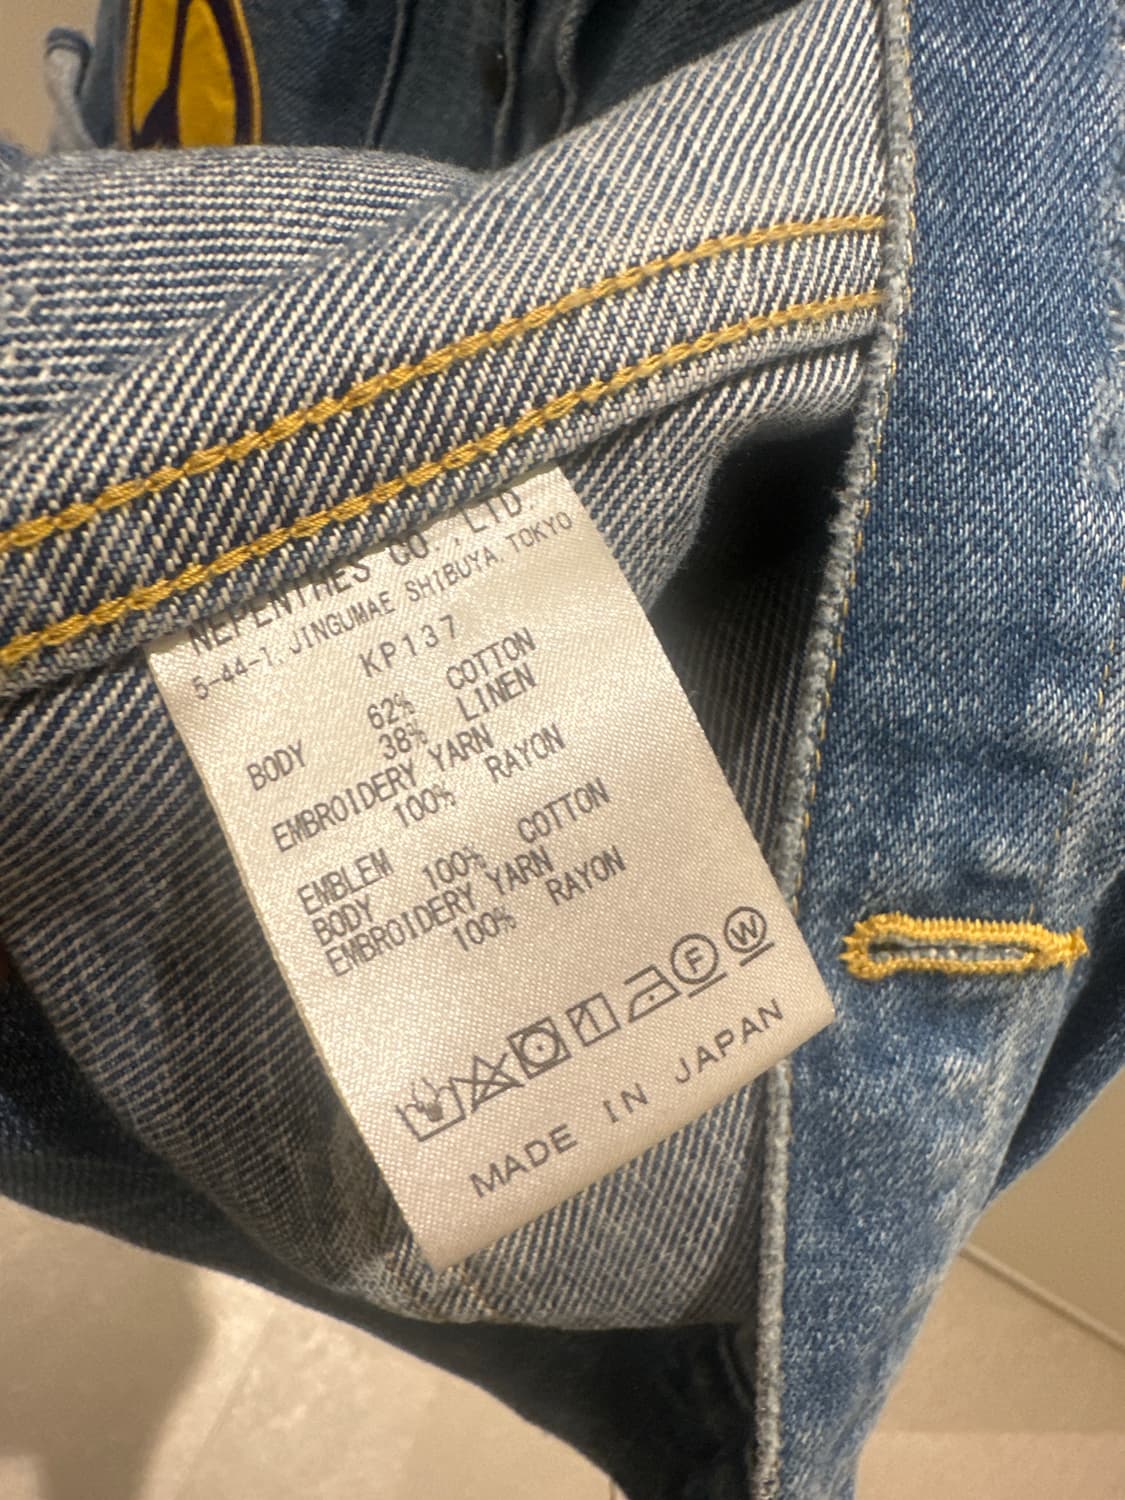 NEPENTHES CO.,LTD.
5-44-1, JINGUMAE SHIBUYA, TOKYO
KP137
BODY 62% COTTON
38% LINEN
EMBROIDERY YARN
100% RAYON
EMBLEM
BODY 100% COTTON
EMBROIDERY YARN
100% RAYON
F W
MADE IN JAPAN